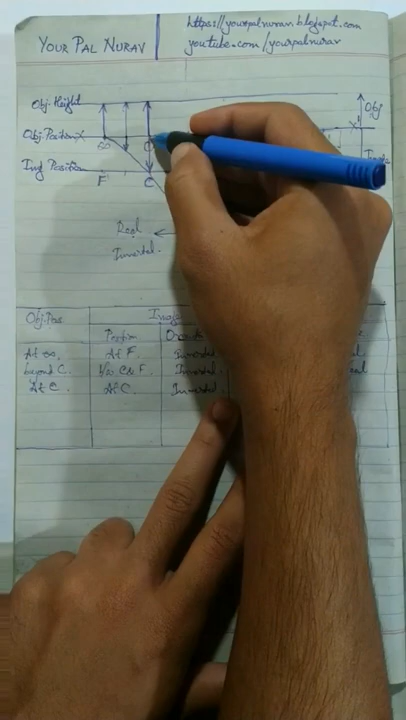 YOUR PAL NURAV
https://yourpalnurav.blogspot.com
youtube.com/yourpalnurav
Obj. Height
Obj
Obj. Position
X'
∞
Img Position
F
C
Real
Inverted.
Obj. Pos
Image
Position
At ∞,
At F.
Inverted
beyond C.
b/w C & F.
Inverted.
At C.
At C.
Inverted